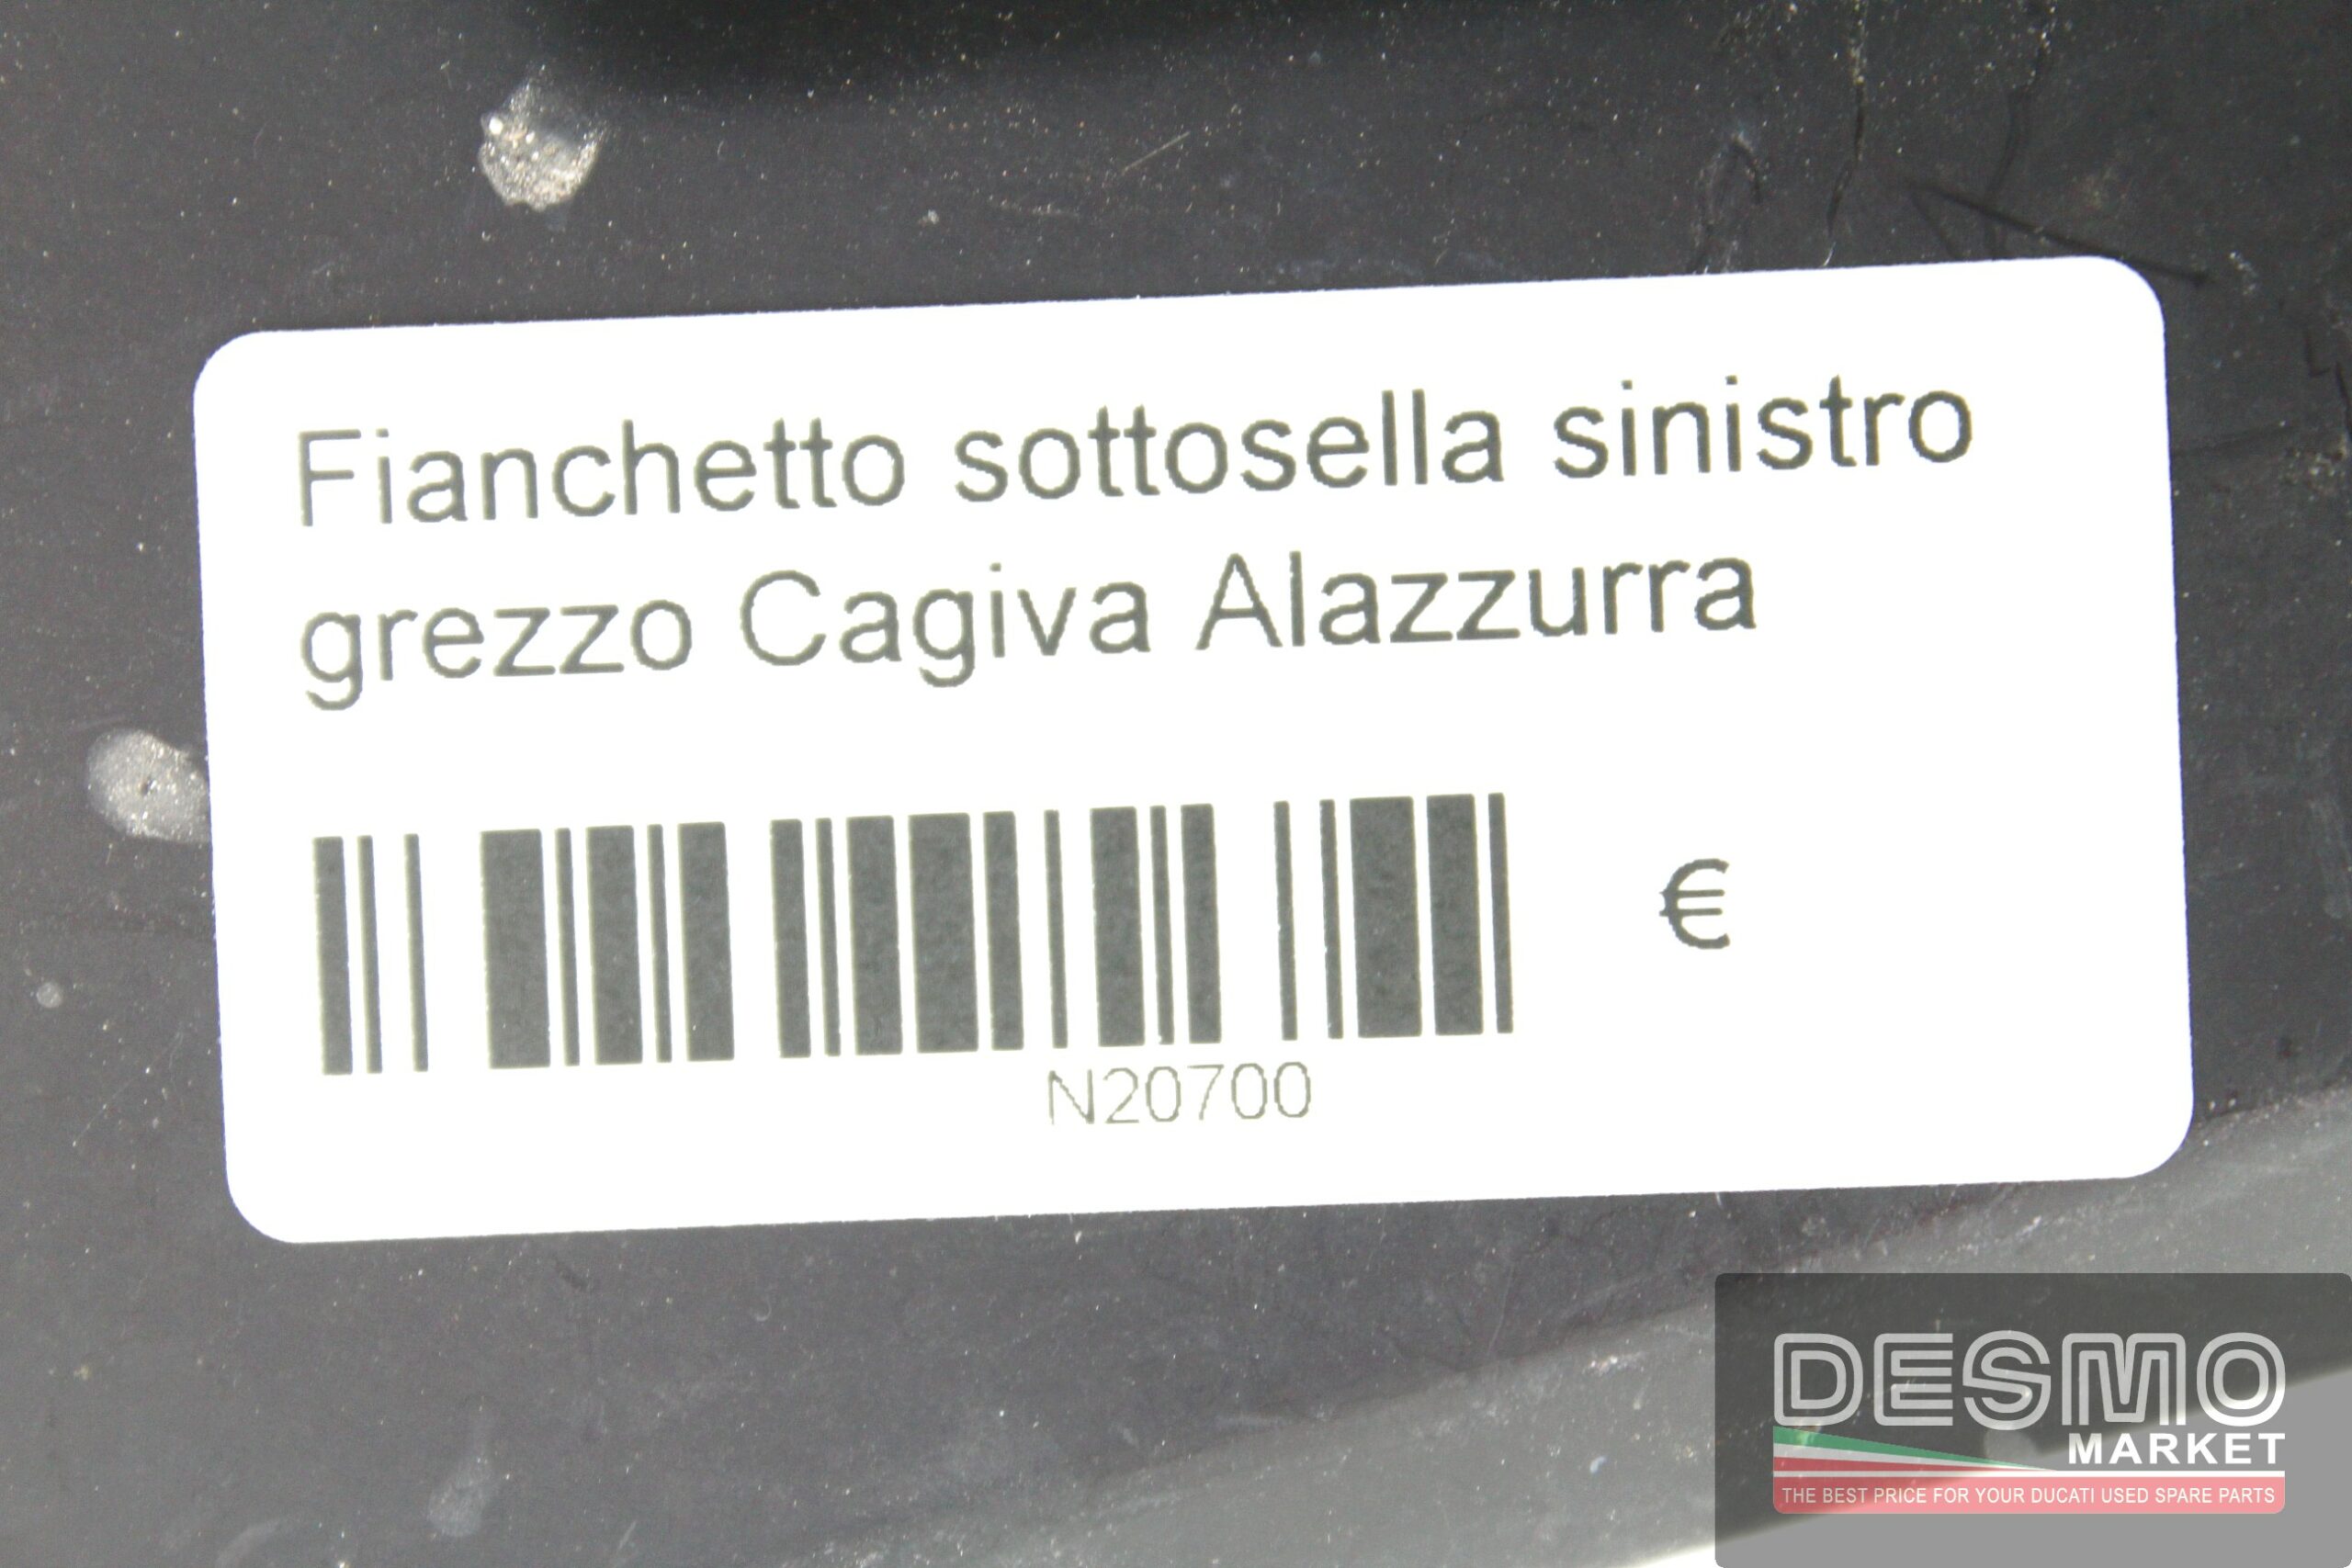 Fianchetto sottosella sinistro
grezzo Cagiva Alazzurra
€
N20700
DESMO
MARKET
THE BEST PRICE FOR YOUR DUCATI USED SPARE PARTS